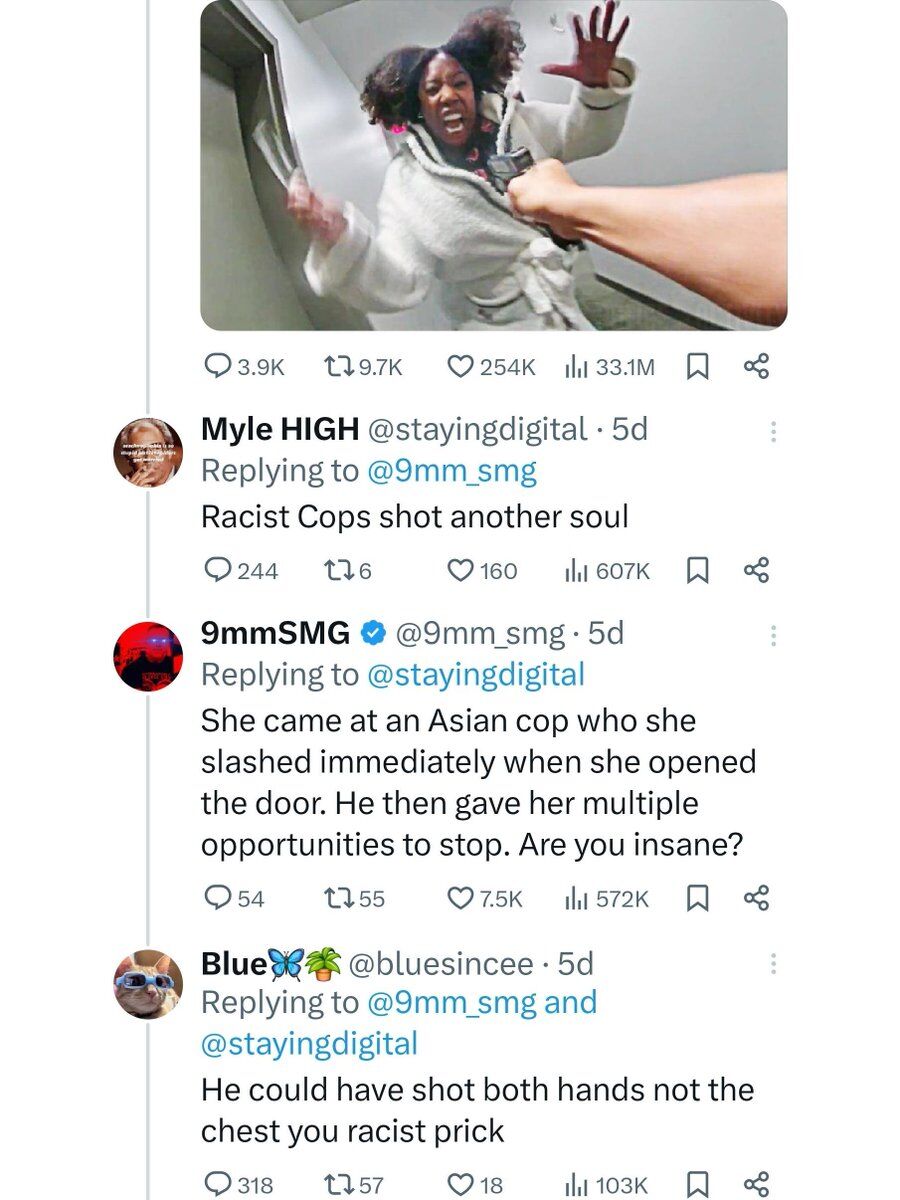 3.9K 9.7K 254K 33.1M
Myle HIGH @stayingdigital · 5d
Replying to @9mm_smg
Racist Cops shot another soul
244 6 160 607K
9mmSMG @9mm_smg · 5d
Replying to @stayingdigital
She came at an Asian cop who she
slashed immediately when she opened
the door. He then gave her multiple
opportunities to stop. Are you insane?
54 55 7.5K 572K
Blue🦋🪴 @bluesincee · 5d
Replying to @9mm_smg and
@stayingdigital
He could have shot both hands not the
chest you racist prick
318 57 18 103K